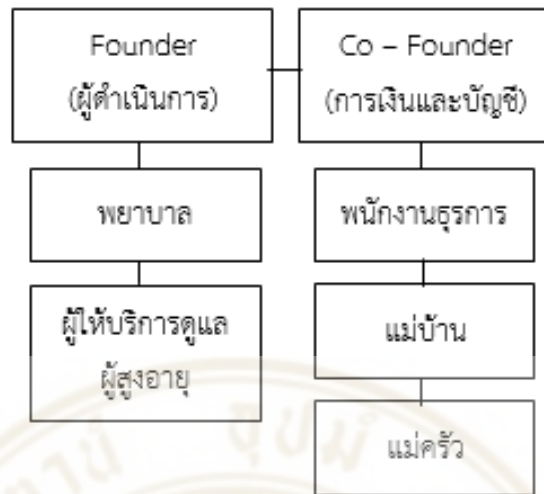 Founder
(ผู้ดำเนินการ)
Co – Founder
(การเงินและบัญชี)
พยาบาล
พนักงานธุรการ
ผู้ให้บริการดูแล
ผู้สูงอายุ
แม่บ้าน
แม่ครัว